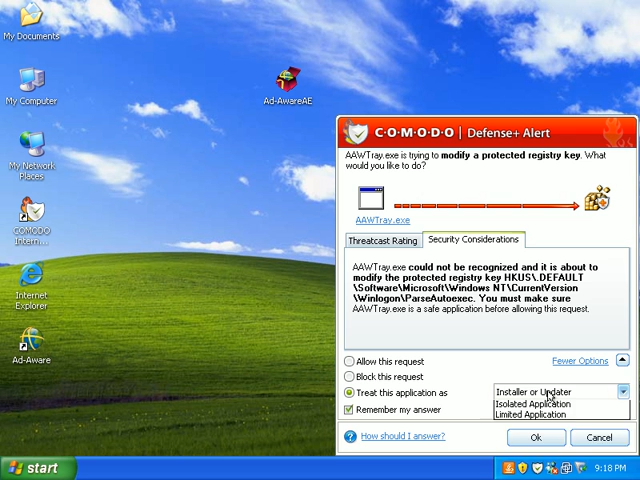 My Documents
My Computer
My Network
Places
COMODO
Intern...
Internet
Explorer
Ad-Aware
Ad-AwareAE
C·O·M·O·D·O | Defense+ Alert
AAWTray.exe is trying to modify a protected registry key. What
would you like to do?
AAWTray.exe
Threatcast Rating
Security Considerations
AAWTray.exe could not be recognized and it is about to
modify the protected registry key HKUS\.DEFAULT
\Software\Microsoft\Windows NT\CurrentVersion
\Winlogon\ParseAutoexec. You must make sure
AAWTray.exe is a safe application before allowing this request.
Allow this request
Fewer Options
Block this request
Treat this application as
Installer or Updater
Isolated Application
Limited Application
Remember my answer
How should I answer?
Ok
Cancel
start
9:18 PM